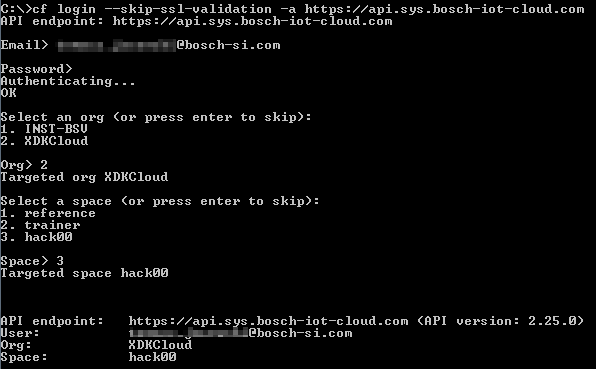 C:\>cf login --skip-ssl-validation -a https://api.sys.bosch-iot-cloud.com
API endpoint: https://api.sys.bosch-iot-cloud.com
Email> @bosch-si.com
Password>
Authenticating...
OK
Select an org (or press enter to skip):
1. INST-BSV
2. XDKCloud
Org> 2
Targeted org XDKCloud
Select a space (or press enter to skip):
1. reference
2. trainer
3. hack00
Space> 3
Targeted space hack00
API endpoint: https://api.sys.bosch-iot-cloud.com (API version: 2.25.0)
User: @bosch-si.com
Org: XDKCloud
Space: hack00